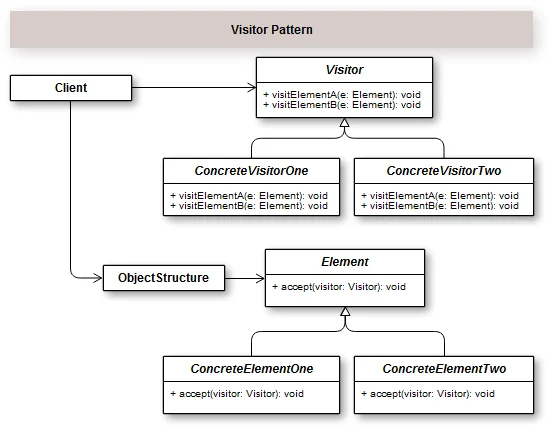 Visitor Pattern
Client
Visitor
+ visitElementA(e: Element): void
+ visitElementB(e: Element): void
ConcreteVisitorOne
+ visitElementA(e: Element): void
+ visitElementB(e: Element): void
ConcreteVisitorTwo
+ visitElementA(e: Element): void
+ visitElementB(e: Element): void
ObjectStructure
Element
+ accept(visitor: Visitor): void
ConcreteElementOne
+ accept(visitor: Visitor): void
ConcreteElementTwo
+ accept(visitor: Visitor): void